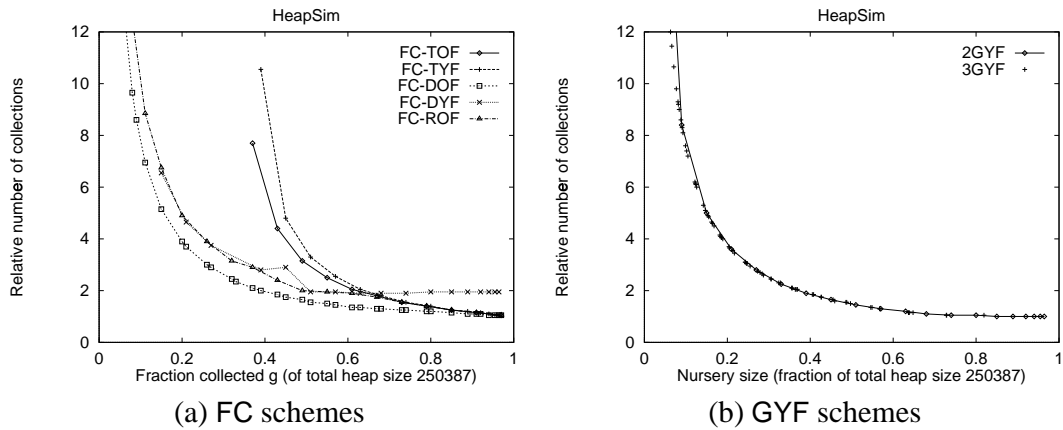 HeapSim
12
10
8
6
4
2
0
0
0.2
0.4
0.6
0.8
1
Relative number of collections
Fraction collected g (of total heap size 250387)
FC-TOF
FC-TYF
FC-DOF
FC-DYF
FC-ROF
(a) FC schemes
HeapSim
12
10
8
6
4
2
0
0
0.2
0.4
0.6
0.8
1
Relative number of collections
Nursery size (fraction of total heap size 250387)
2GYF
3GYF
(b) GYF schemes